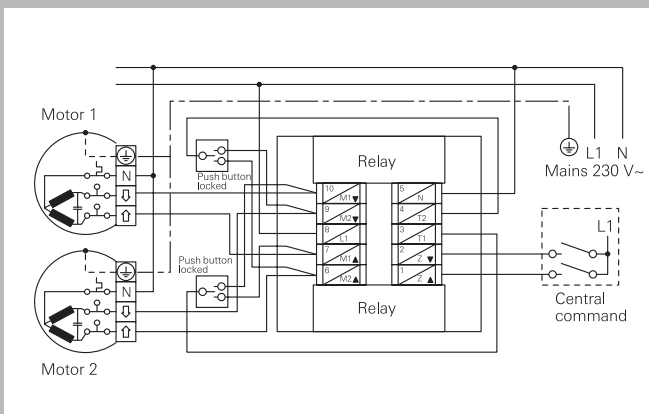 Motor 1
N
Push button
locked
Relay
10
M1▼
9
M2▼
8
L1
7
M1▲
6
M2▲
5
N
4
T2
3
T1
2
Z ▼
1
Z ▲
Relay
L1 N
Mains 230 V~
L1
Central
command
Push button
locked
N
Motor 2